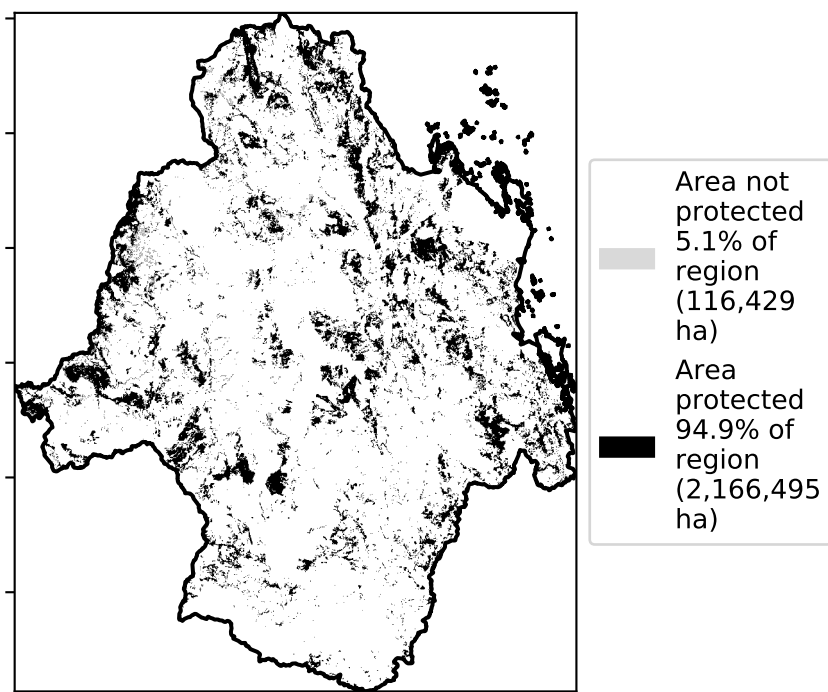 Area not
protected
5.1% of
region
(116,429
ha)
Area
protected
94.9% of
region
(2,166,495
ha)